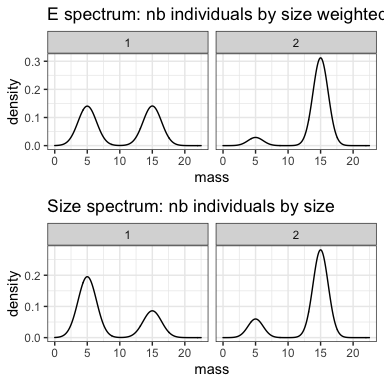 E spectrum: nb individuals by size weighted
1 2
density
0.3
0.2
0.1
0.0
0 5 10 15 20 0 5 10 15 20
mass
Size spectrum: nb individuals by size
1 2
density
0.2
0.1
0.0
0 5 10 15 20 0 5 10 15 20
mass